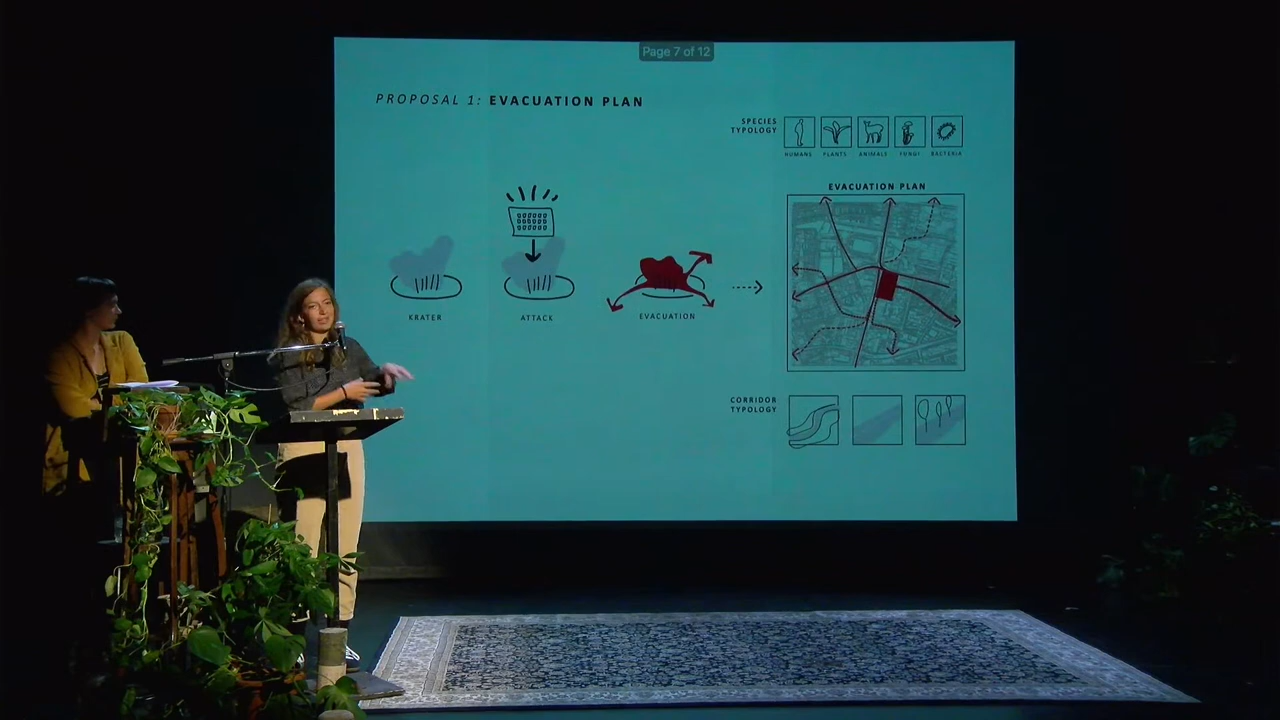 Page 7 of 12
PROPOSAL 1: EVACUATION PLAN
SPECIES
TYPOLOGY
HUMANS
PLANTS
ANIMALS
FUNGI
BACTERIA
EVACUATION PLAN
KRATER
ATTACK
EVACUATION
CORRIDOR
TYPOLOGY